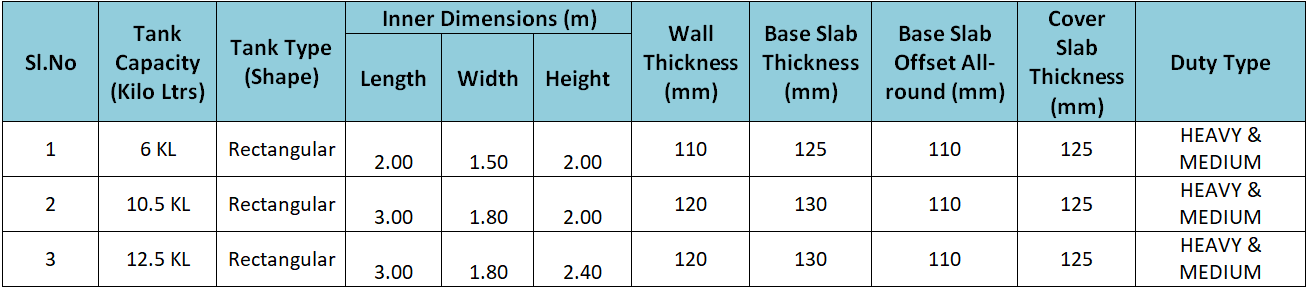 Sl.No Tank Capacity (Kilo Ltrs) Tank Type (Shape) Inner Dimensions (m) Wall Thickness (mm) Base Slab Thickness (mm) Base Slab Offset All-round (mm) Cover Slab Thickness (mm) Duty Type
Length Width Height
1 6 KL Rectangular 2.00 1.50 2.00 110 125 110 125 HEAVY & MEDIUM
2 10.5 KL Rectangular 3.00 1.80 2.00 120 130 110 125 HEAVY & MEDIUM
3 12.5 KL Rectangular 3.00 1.80 2.40 120 130 110 125 HEAVY & MEDIUM